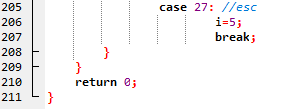 205 case 27: //esc
206 i=5;
207 break;
208 }
209 }
210 return 0;
211 }